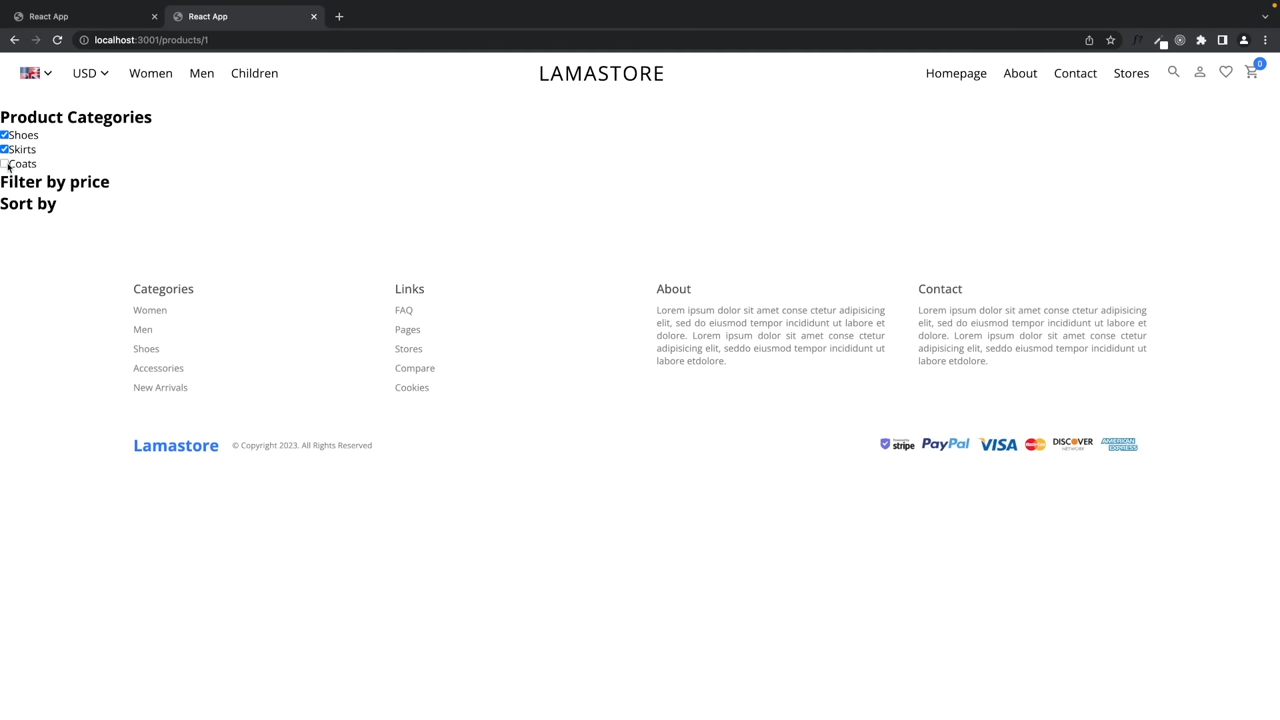 React App
React App
localhost:3001/products/1
USD Women Men Children
LAMASTORE
Homepage About Contact Stores
0
Product Categories
Shoes
Skirts
Coats
Filter by price
Sort by
Categories
Women
Men
Shoes
Accessories
New Arrivals
Links
FAQ
Pages
Stores
Compare
Cookies
About
Lorem ipsum dolor sit amet conse ctetur adipisicing
elit, sed do eiusmod tempor incididunt ut labore et
dolore. Lorem ipsum dolor sit amet conse ctetur
adipisicing elit, seddo eiusmod tempor incididunt ut
labore etdolore.
Contact
Lorem ipsum dolor sit amet conse ctetur adipisicing
elit, sed do eiusmod tempor incididunt ut labore et
dolore. Lorem ipsum dolor sit amet conse ctetur
adipisicing elit, seddo eiusmod tempor incididunt ut
labore etdolore.
Lamastore
© Copyright 2023. All Rights Reserved
stripe
PayPal
VISA
DISCOVER
NETWORK
AMERICAN
EXPRESS